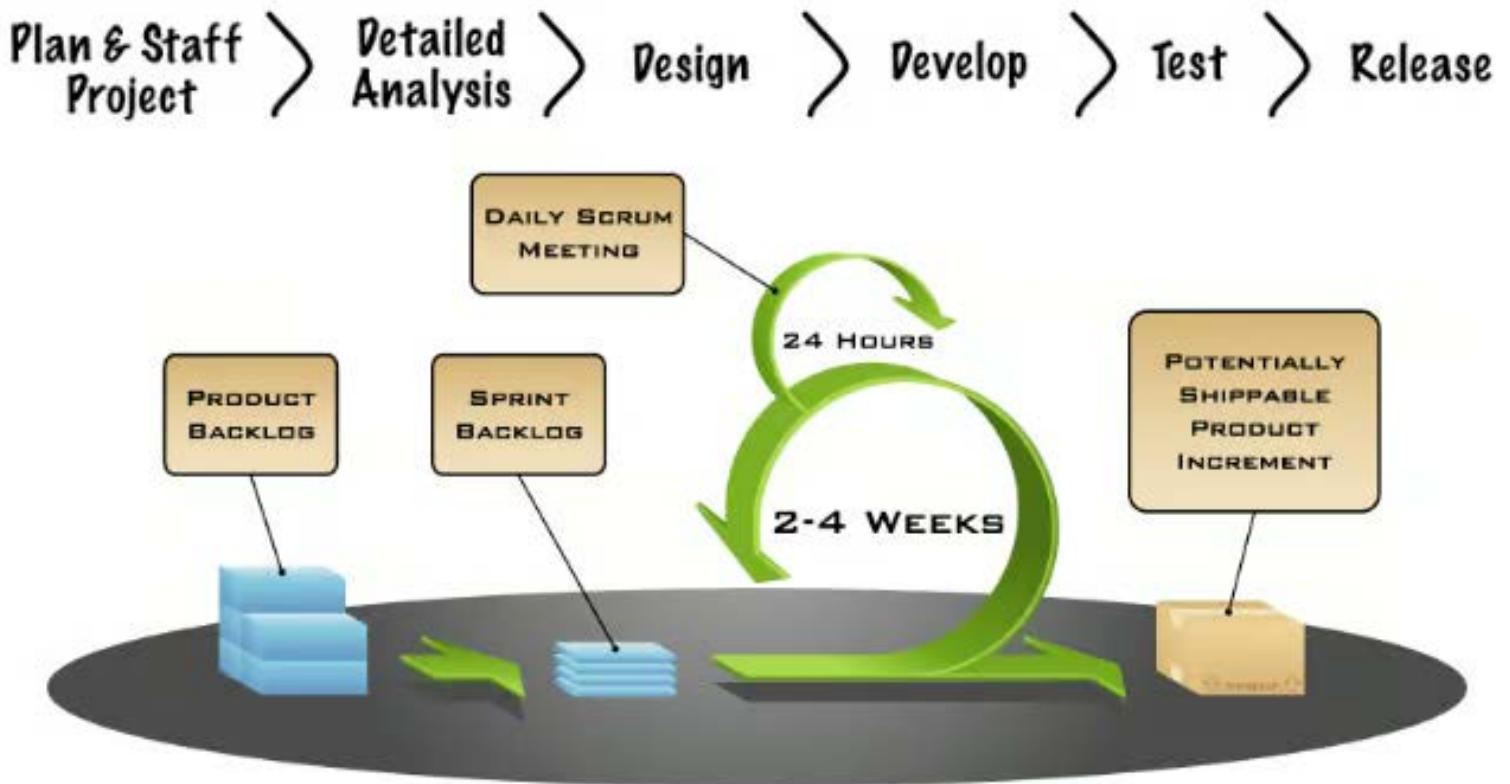 Plan & Staff
Project
Detailed
Analysis
Design
Develop
Test
Release
DAILY SCRUM
MEETING
24 HOURS
PRODUCT
BACKLOG
SPRINT
BACKLOG
2-4 WEEKS
POTENTIALLY
SHIPPABLE
PRODUCT
INCREMENT